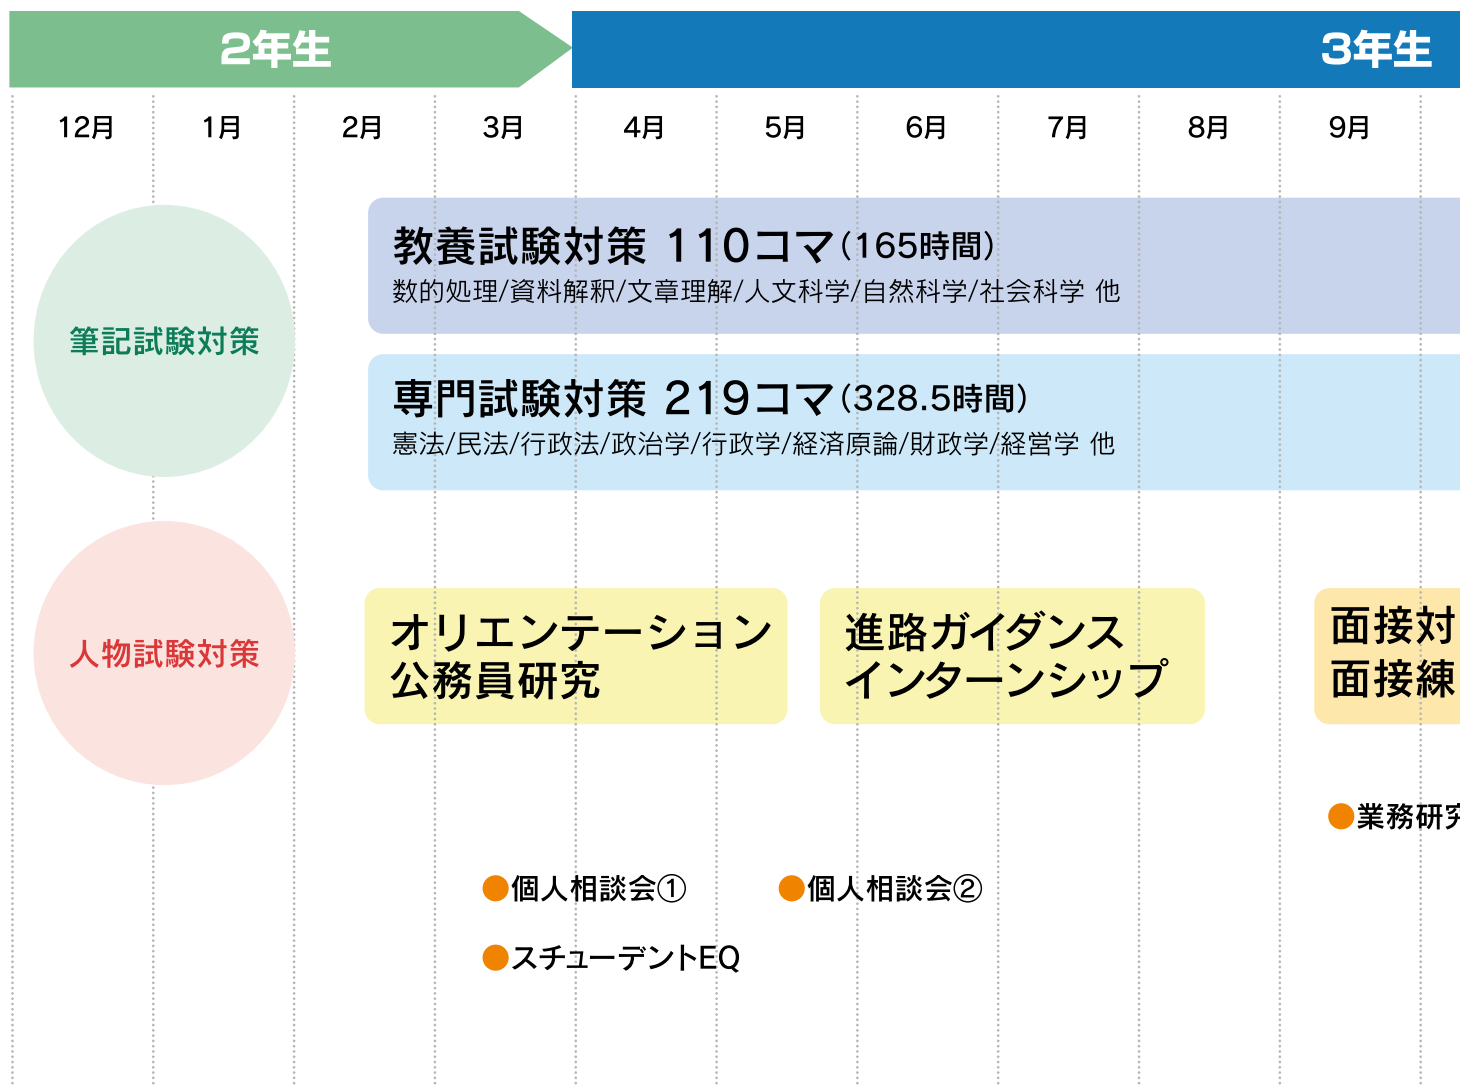 2年生
3年生
12月
1月
2月
3月
4月
5月
6月
7月
8月
9月
筆記試験対策
教養試験対策 110コマ（165時間）
数的処理/資料解釈/文章理解/人文科学/自然科学/社会科学 他
専門試験対策 219コマ（328.5時間）
憲法/民法/行政法/政治学/行政学/経済原論/財政学/経営学 他
人物試験対策
オリエンテーション
公務員研究
進路ガイダンス
インターンシップ
面接対
面接練
●業務研究
●個人相談会①
●個人相談会②
●スチューデントEQ